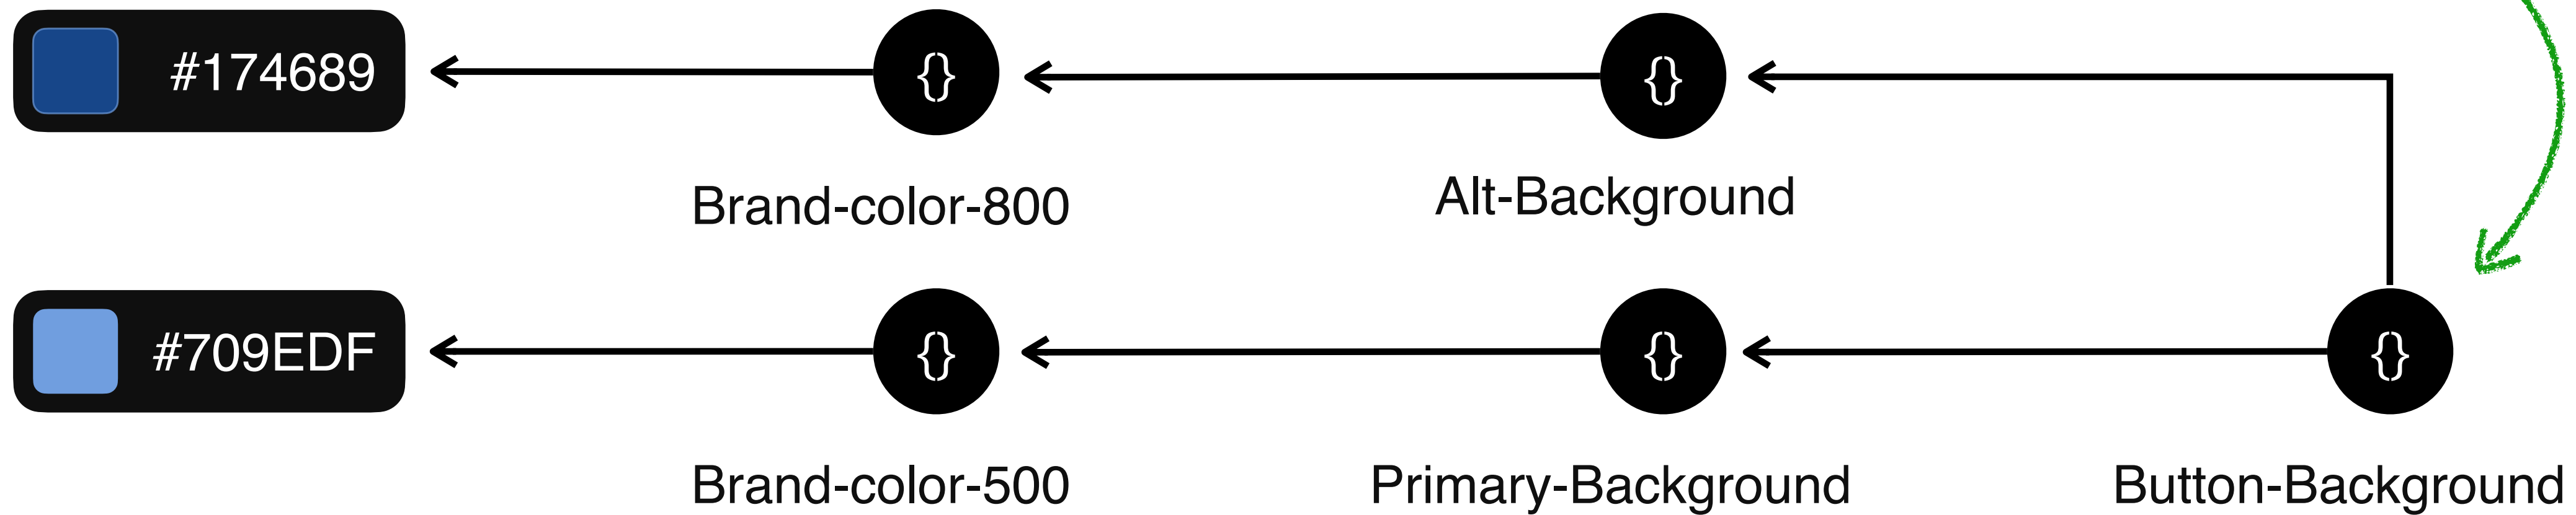 #174689
{}
{}
Brand-color-800
Alt-Background
#709EDF
{}
{}
{}
Brand-color-500
Primary-Background
Button-Background